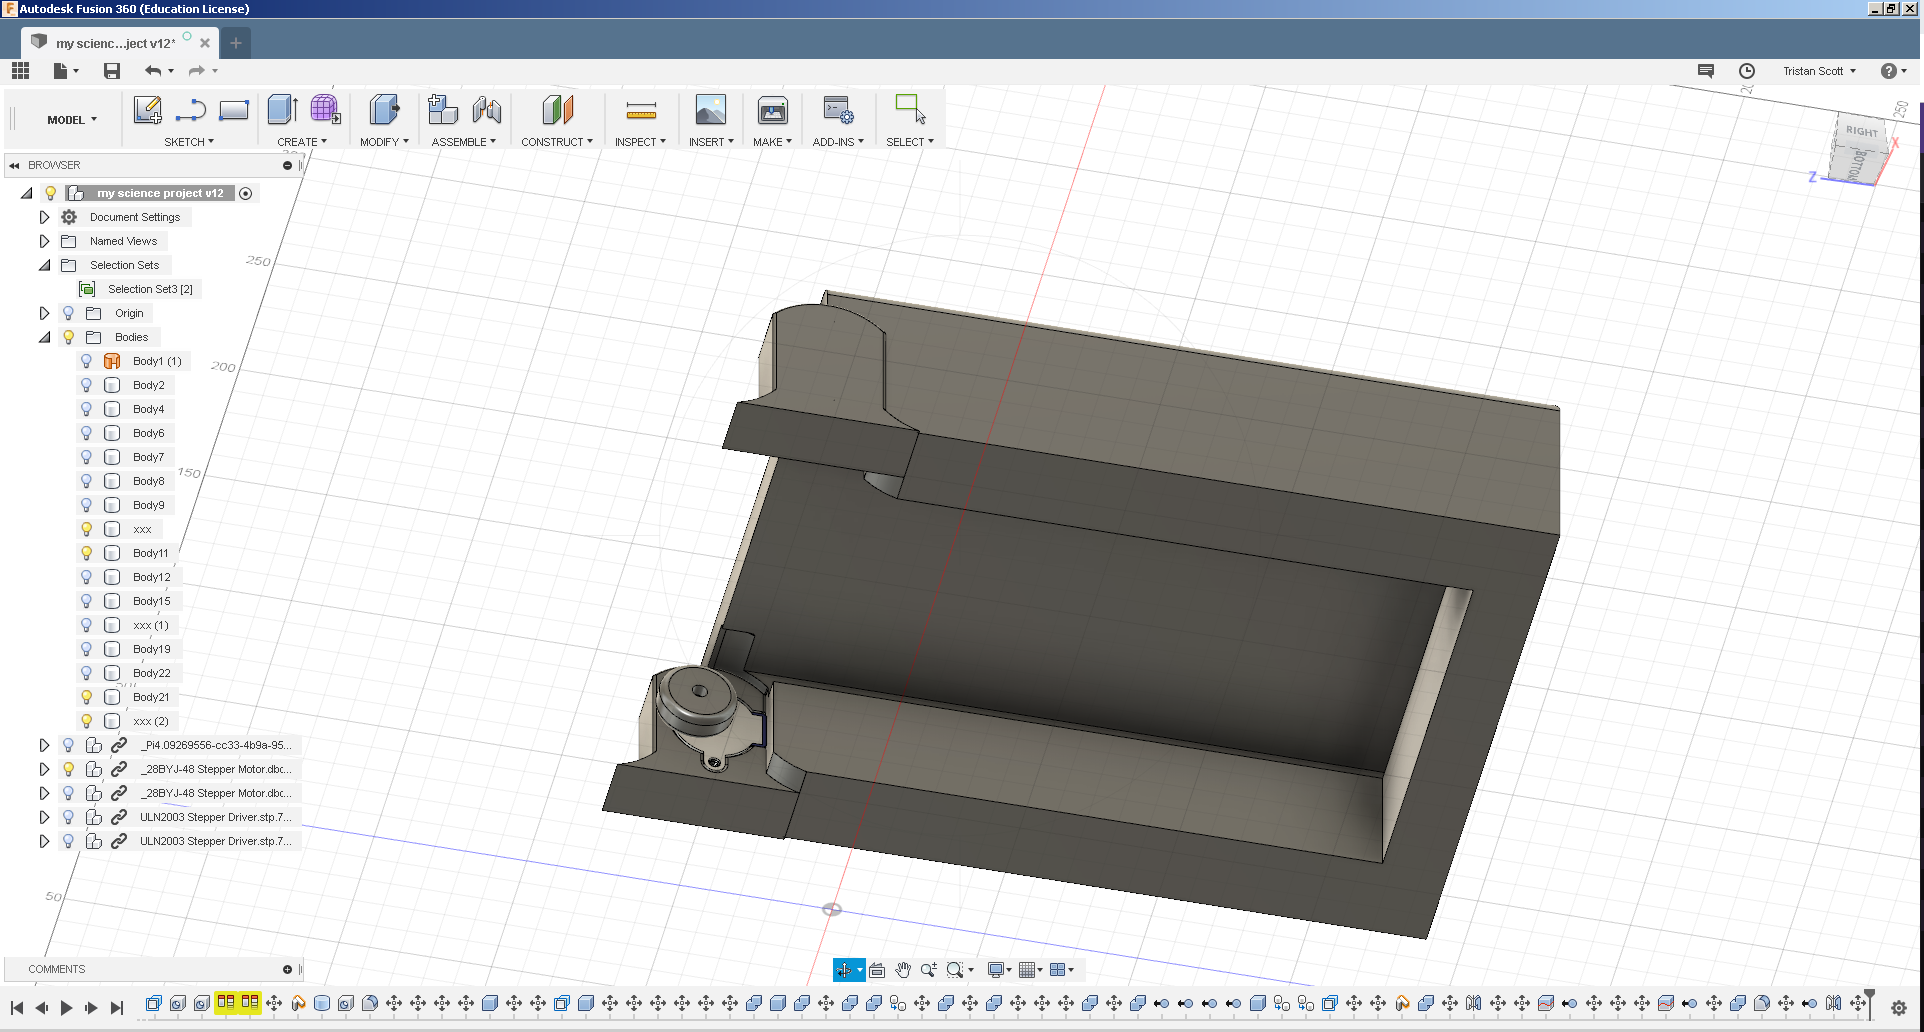 Autodesk Fusion 360 (Education License)
my scienc...ject v12*
Tristan Scott
MODEL
SKETCH
CREATE
MODIFY
ASSEMBLE
CONSTRUCT
INSPECT
INSERT
MAKE
ADD-INS
SELECT
250
RIGHT
BOTTOM
X
Z
BROWSER
my science project v12
Document Settings
Named Views
Selection Sets
Selection Set3 [2]
Origin
Bodies
Body1 (1)
Body2
Body4
Body6
Body7
Body8
Body9
xxx
Body11
Body12
Body15
xxx (1)
Body19
Body22
Body21
xxx (2)
_Pi4.09269556-cc33-4b9a-95...
_28BYJ-48 Stepper Motor.dbc...
_28BYJ-48 Stepper Motor.dbc...
ULN2003 Stepper Driver.stp.7...
ULN2003 Stepper Driver.stp.7...
250
200
150
50
COMMENTS